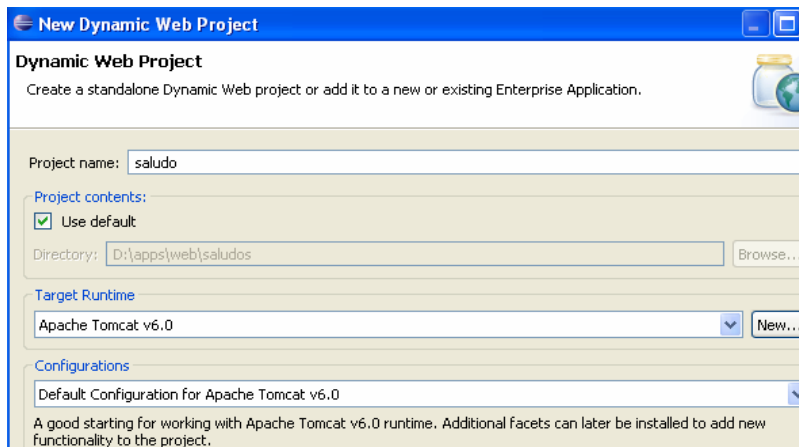 New Dynamic Web Project
Dynamic Web Project
Create a standalone Dynamic Web project or add it to a new or existing Enterprise Application.
Project name: saludo
Project contents:
Use default
Directory: D:\apps\web\saludos Browse...
Target Runtime
Apache Tomcat v6.0 New...
Configurations
Default Configuration for Apache Tomcat v6.0
A good starting for working with Apache Tomcat v6.0 runtime. Additional facets can later be installed to add new
functionality to the project.